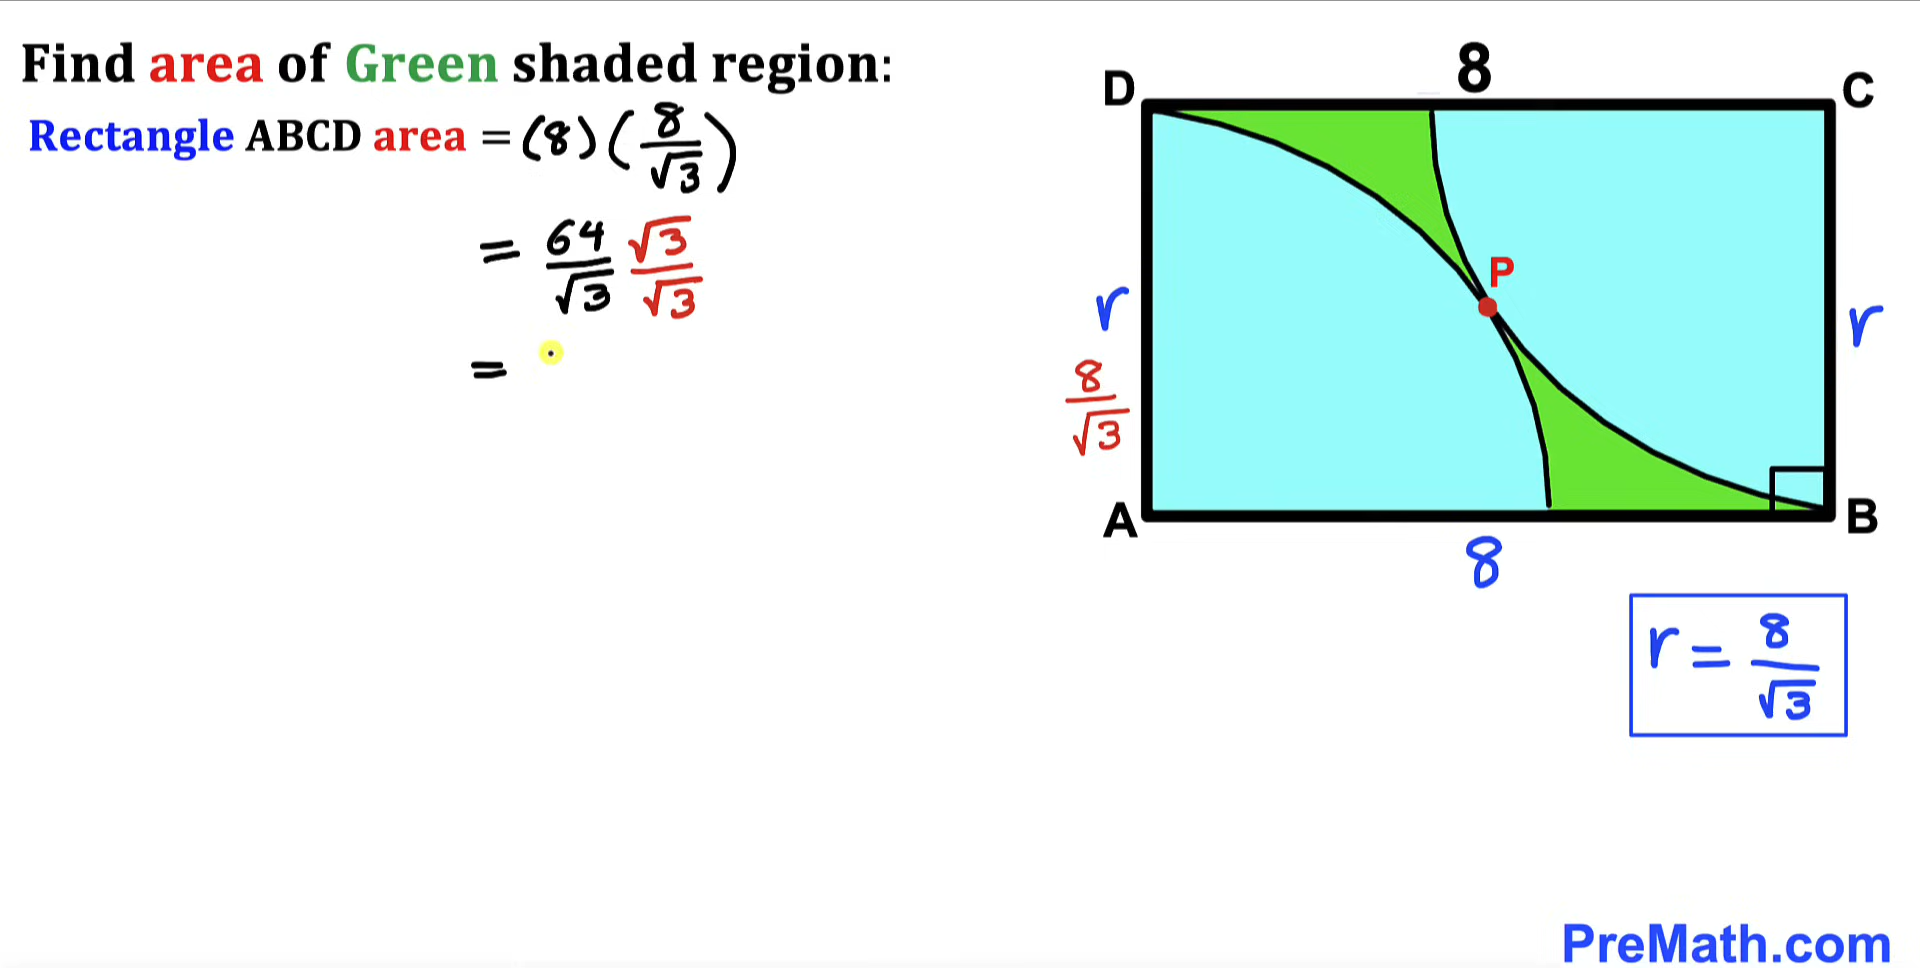 Find area of Green shaded region:
Rectangle ABCD area = (8)(8/√3)
= 64/√3 √3/√3
=
8
D
C
P
r
r
8/√3
A
B
8
r = 8/√3
PreMath.com